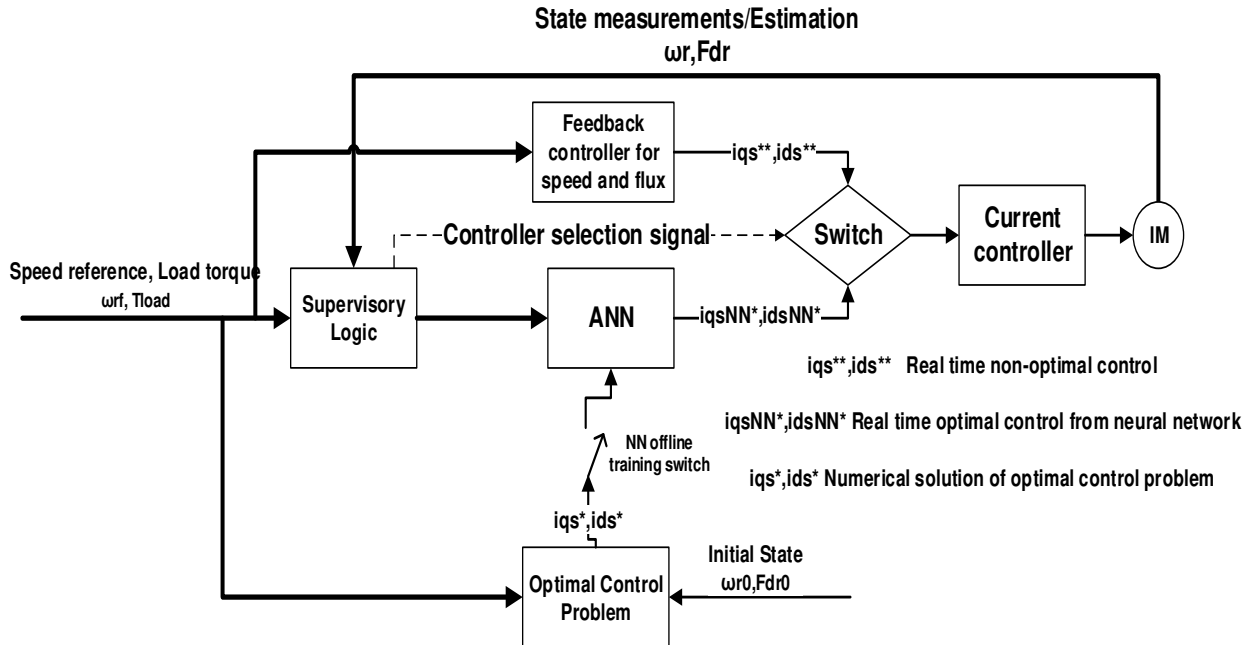 State measurements/Estimation
ωr,Fdr
Feedback
controller for
speed and flux
iqs**,ids**
Controller selection signal
Switch
Current
controller
IM
Speed reference, Load torque
ωrf, Tload
Supervisory
Logic
ANN
iqsNN*,idsNN*
iqs**,ids** Real time non-optimal control
iqsNN*,idsNN* Real time optimal control from neural network
NN offline
training switch
iqs*,ids* Numerical solution of optimal control problem
iqs*,ids*
Initial State
ωr0,Fdr0
Optimal Control
Problem